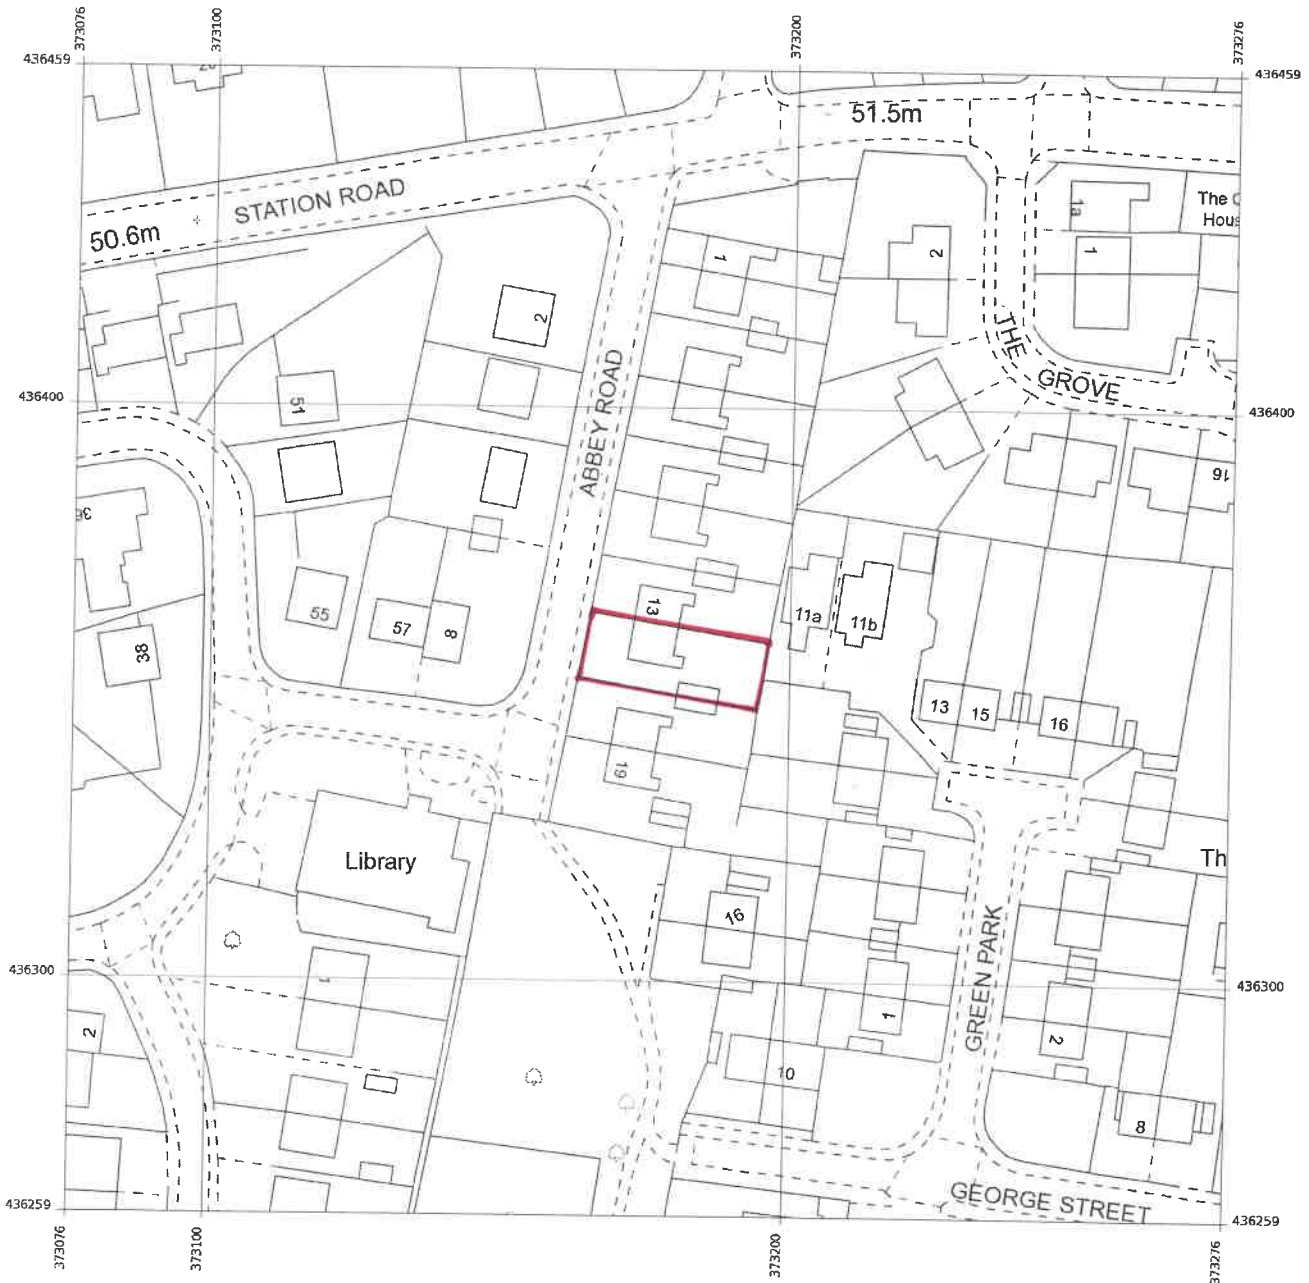 373076
373100
373200
373276
436459
436459
51.5m
STATION ROAD
50.6m
1a
The
Hous
2
1
1
2
THE
GROVE
51
ABBEY ROAD
436400
436400
16
36
13
55
57
8
11a
11b
38
13
15
16
19
Library
Th
16
436300
436300
1
1
GREEN PARK
2
2
10
8
GEORGE STREET
436259
436259
373076
373100
373200
373276